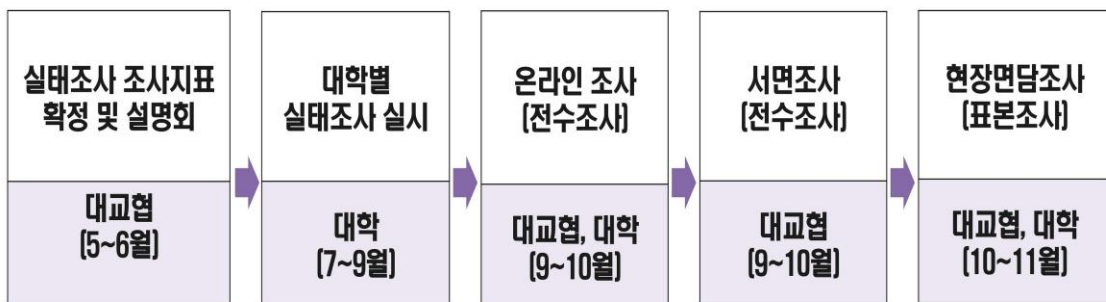 실태조사 조사지표
확정 및 설명회
대교협
(5~6월)
대학별
실태조사 실시
대학
(7~9월)
온라인 조사
(전수조사)
대교협, 대학
(9~10월)
서면조사
(전수조사)
대교협
(9~10월)
현장면담조사
(표본조사)
대교협, 대학
(10~11월)